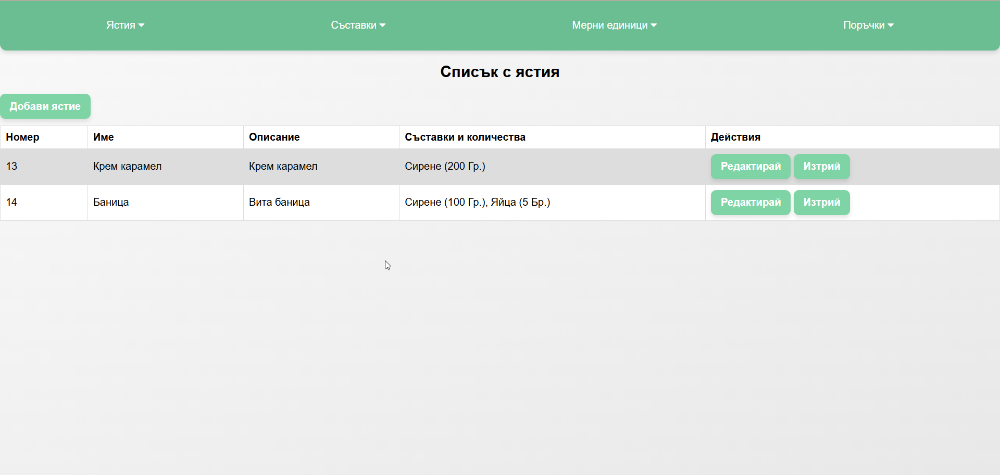 Ястия Съставки Мерни единици Поръчки
Списък с ястия
Добави ястие
Номер Име Описание Съставки и количества Действия
13 Крем карамел Крем карамел Сирене (200 Гр.) Редактирай Изтрий
14 Баница Вита баница Сирене (100 Гр.), Яйца (5 Бр.) Редактирай Изтрий